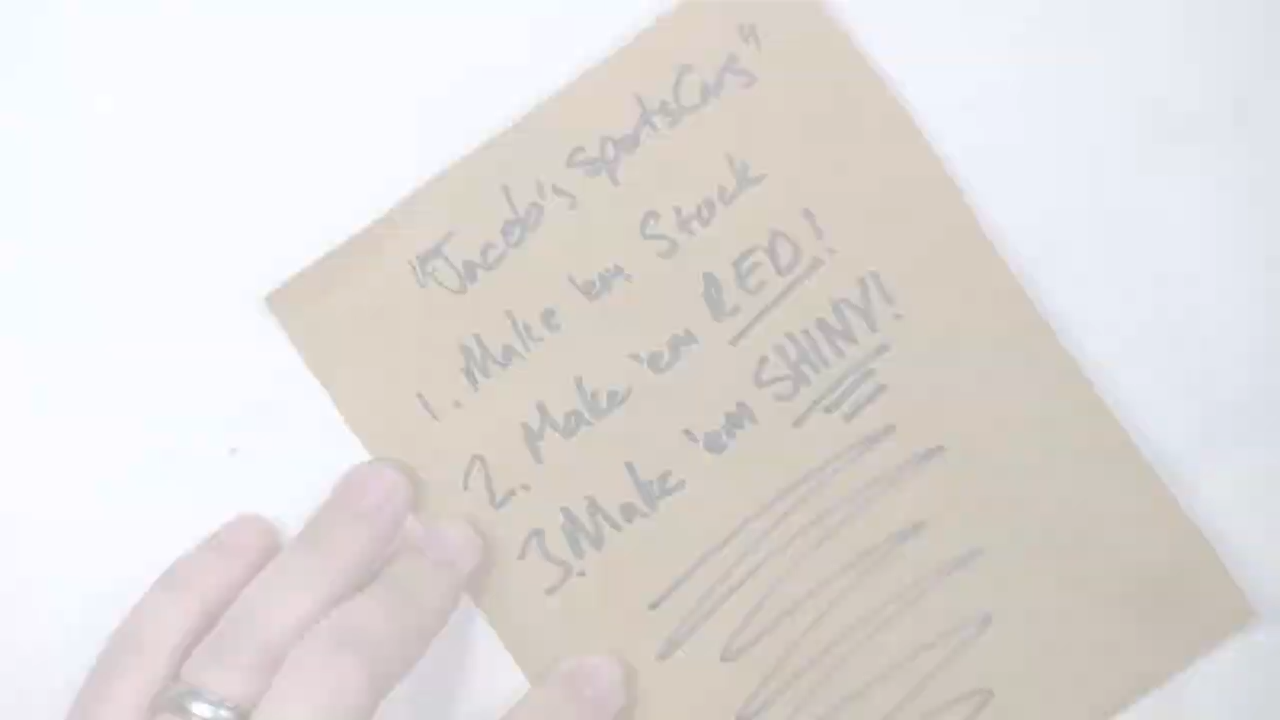 "Jacob's SportsCars"
1. Make 'em Stock
2. Make 'em RED!
3. Make 'em SHINY!